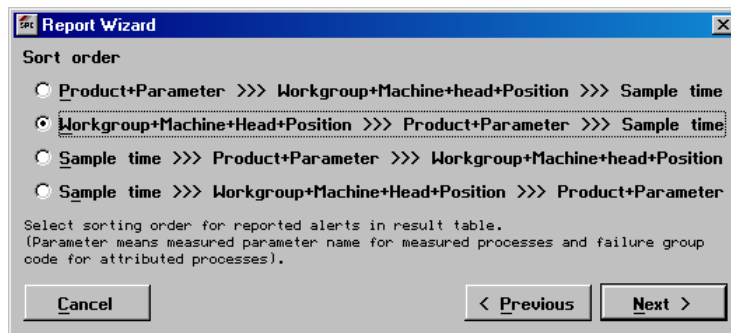 SPC Report Wizard
Sort order
Product+Parameter >>> Workgroup+Machine+head+Position >>> Sample time
Workgroup+Machine+Head+Position >>> Product+Parameter >>> Sample time
Sample time >>> Product+Parameter >>> Workgroup+Machine+head+Position
Sample time >>> Workgroup+Machine+Head+Position >>> Product+Parameter
Select sorting order for reported alerts in result table.
(Parameter means measured parameter name for measured processes and failure group
code for attributed processes).
Cancel < Previous Next >